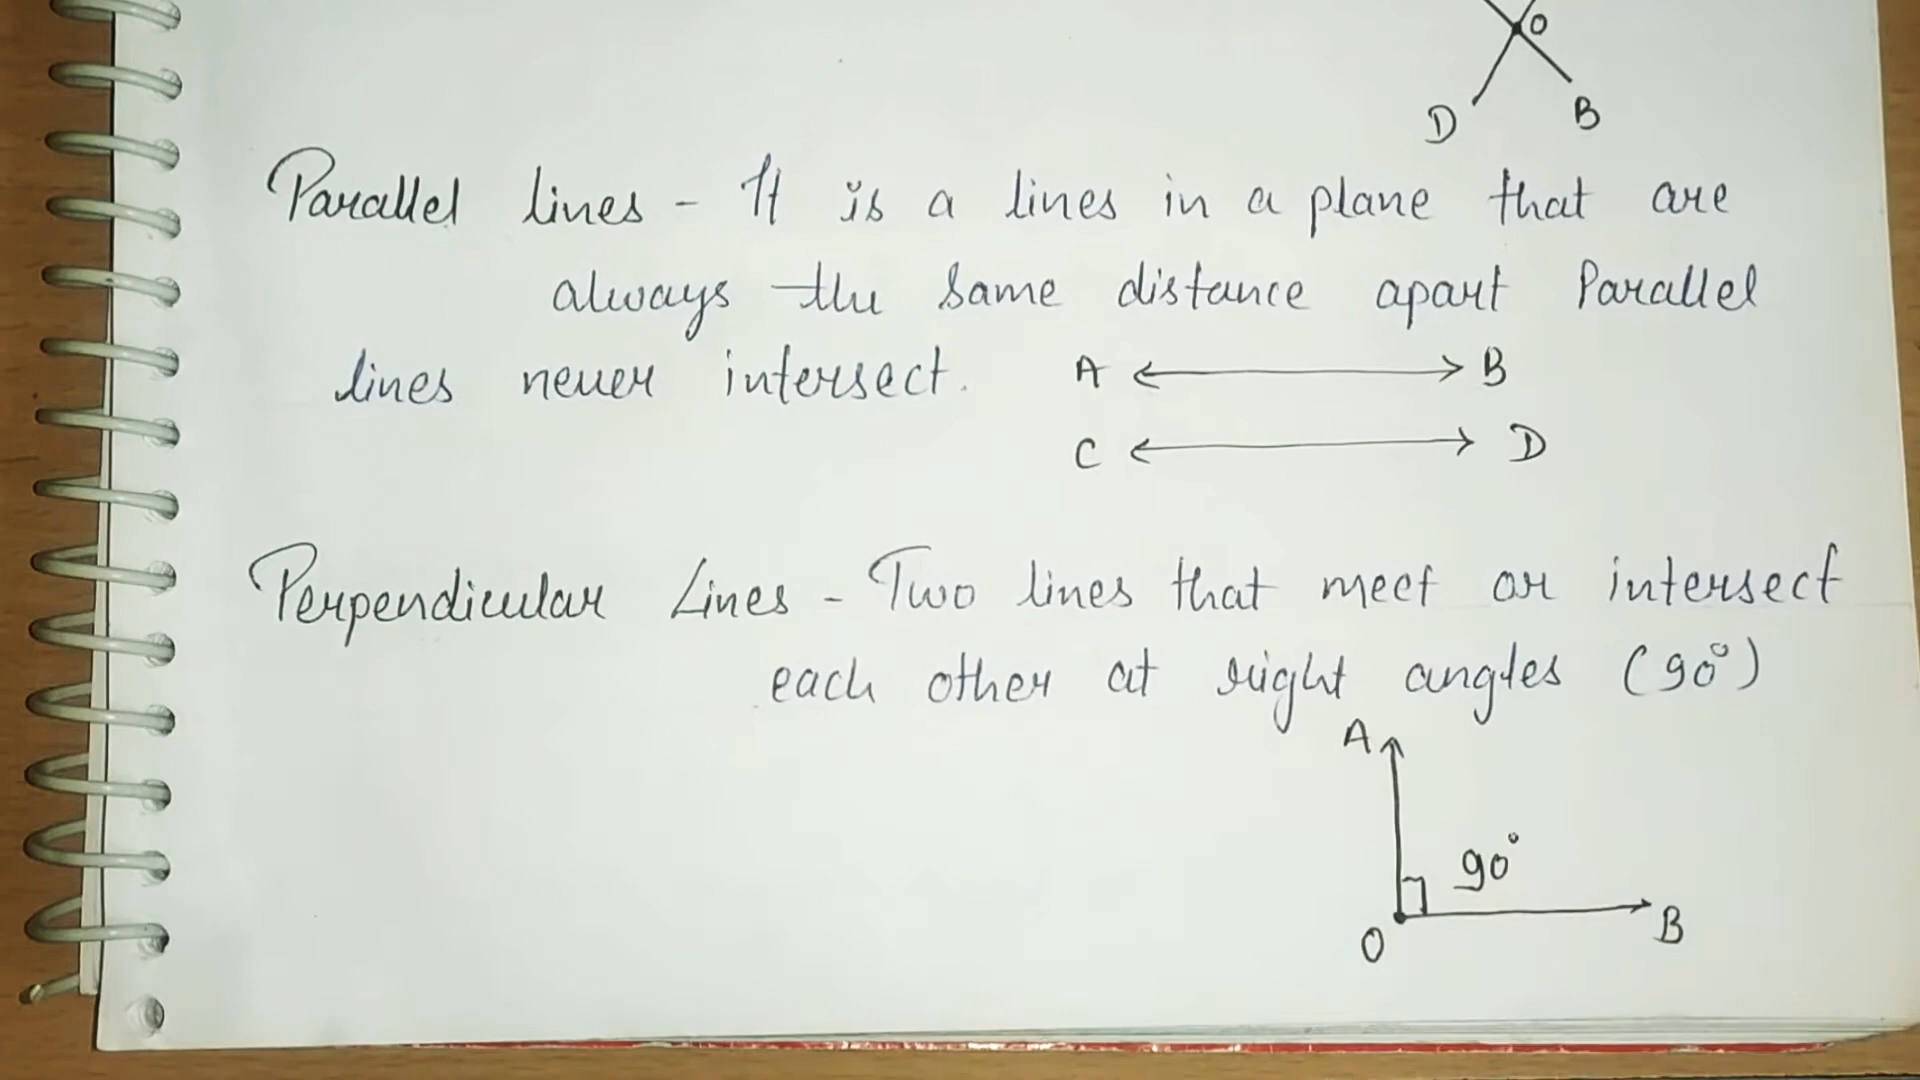 O
D B
Parallel lines - It is a lines in a plane that are
always the same distance apart Parallel
lines never intersect. A B
C D
Perpendicular Lines - Two lines that meet or intersect
each other at right angles (90°)
A
90°
O B